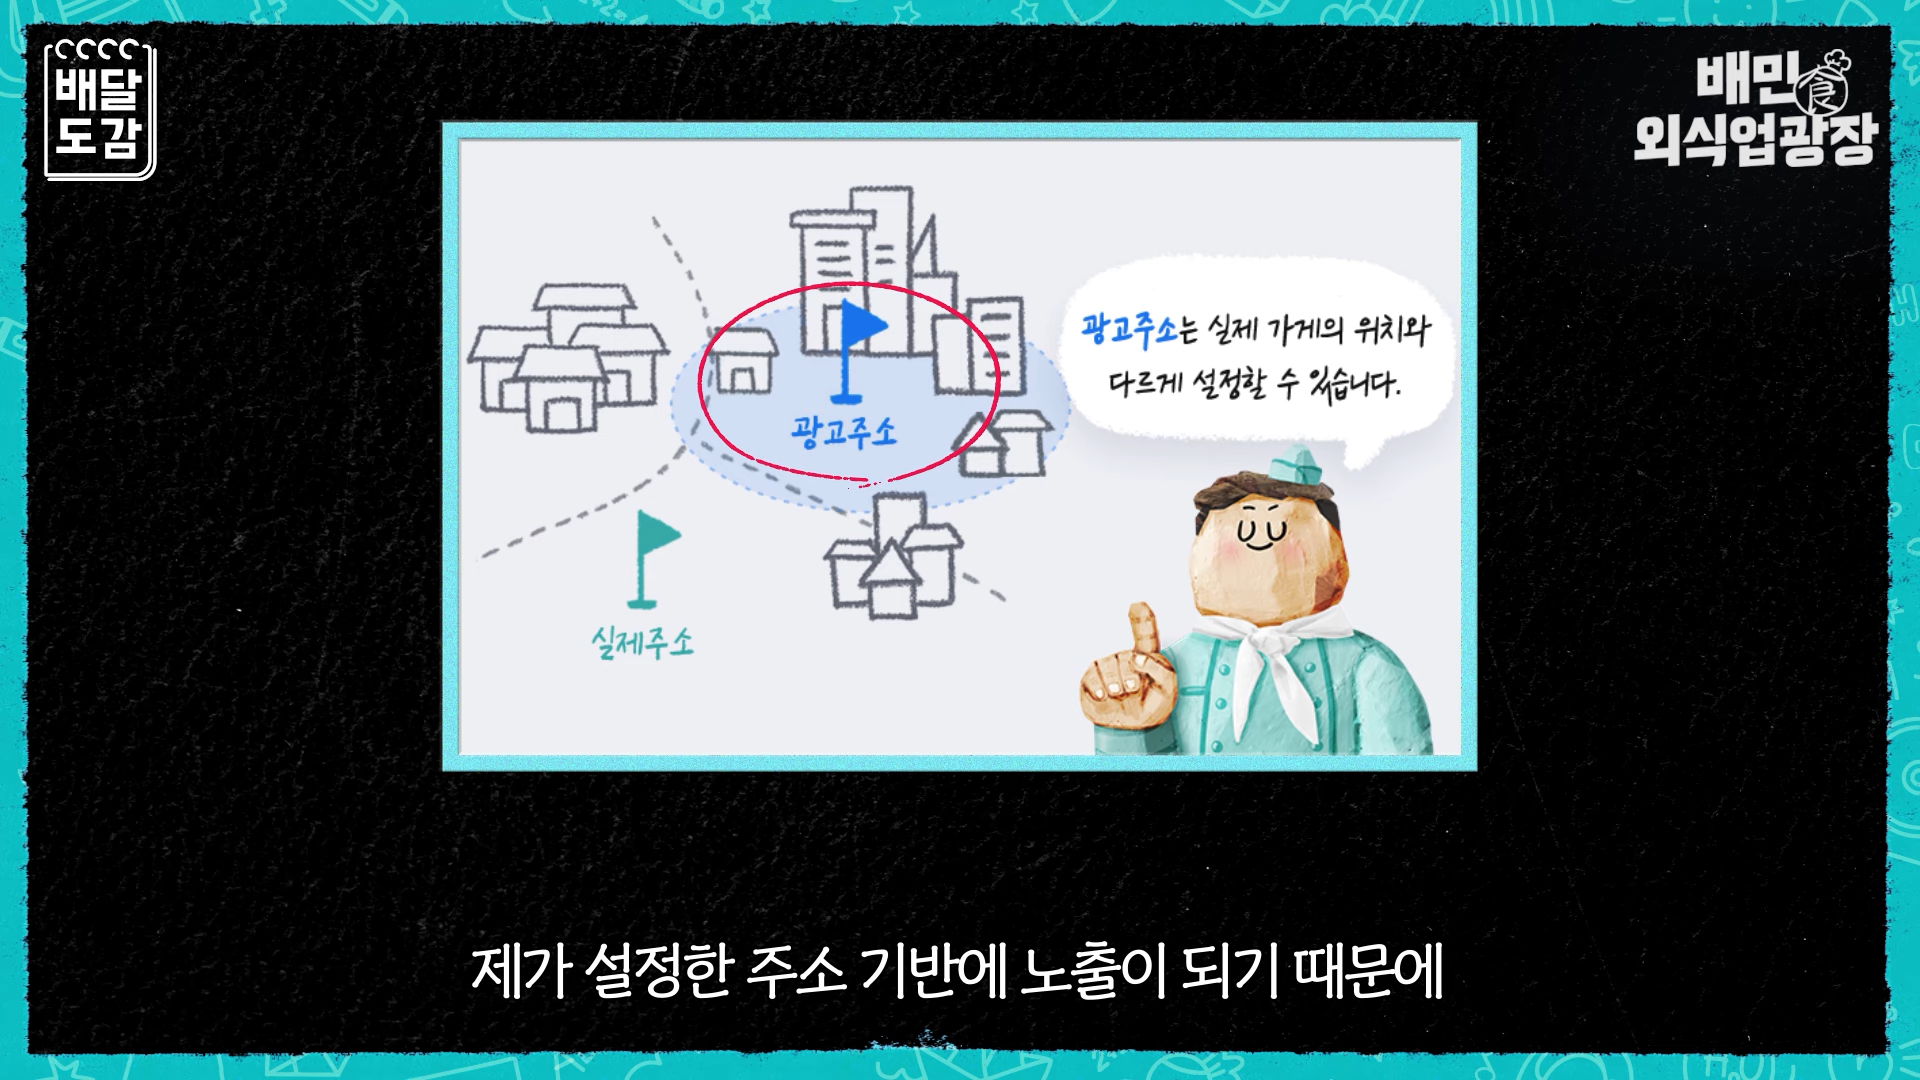 배달
도감
배민食
외식업광장
광고주소는 실제 가게의 위치와
다르게 설정할 수 있습니다.
광고주소
실제주소
제가 설정한 주소 기반에 노출이 되기 때문에